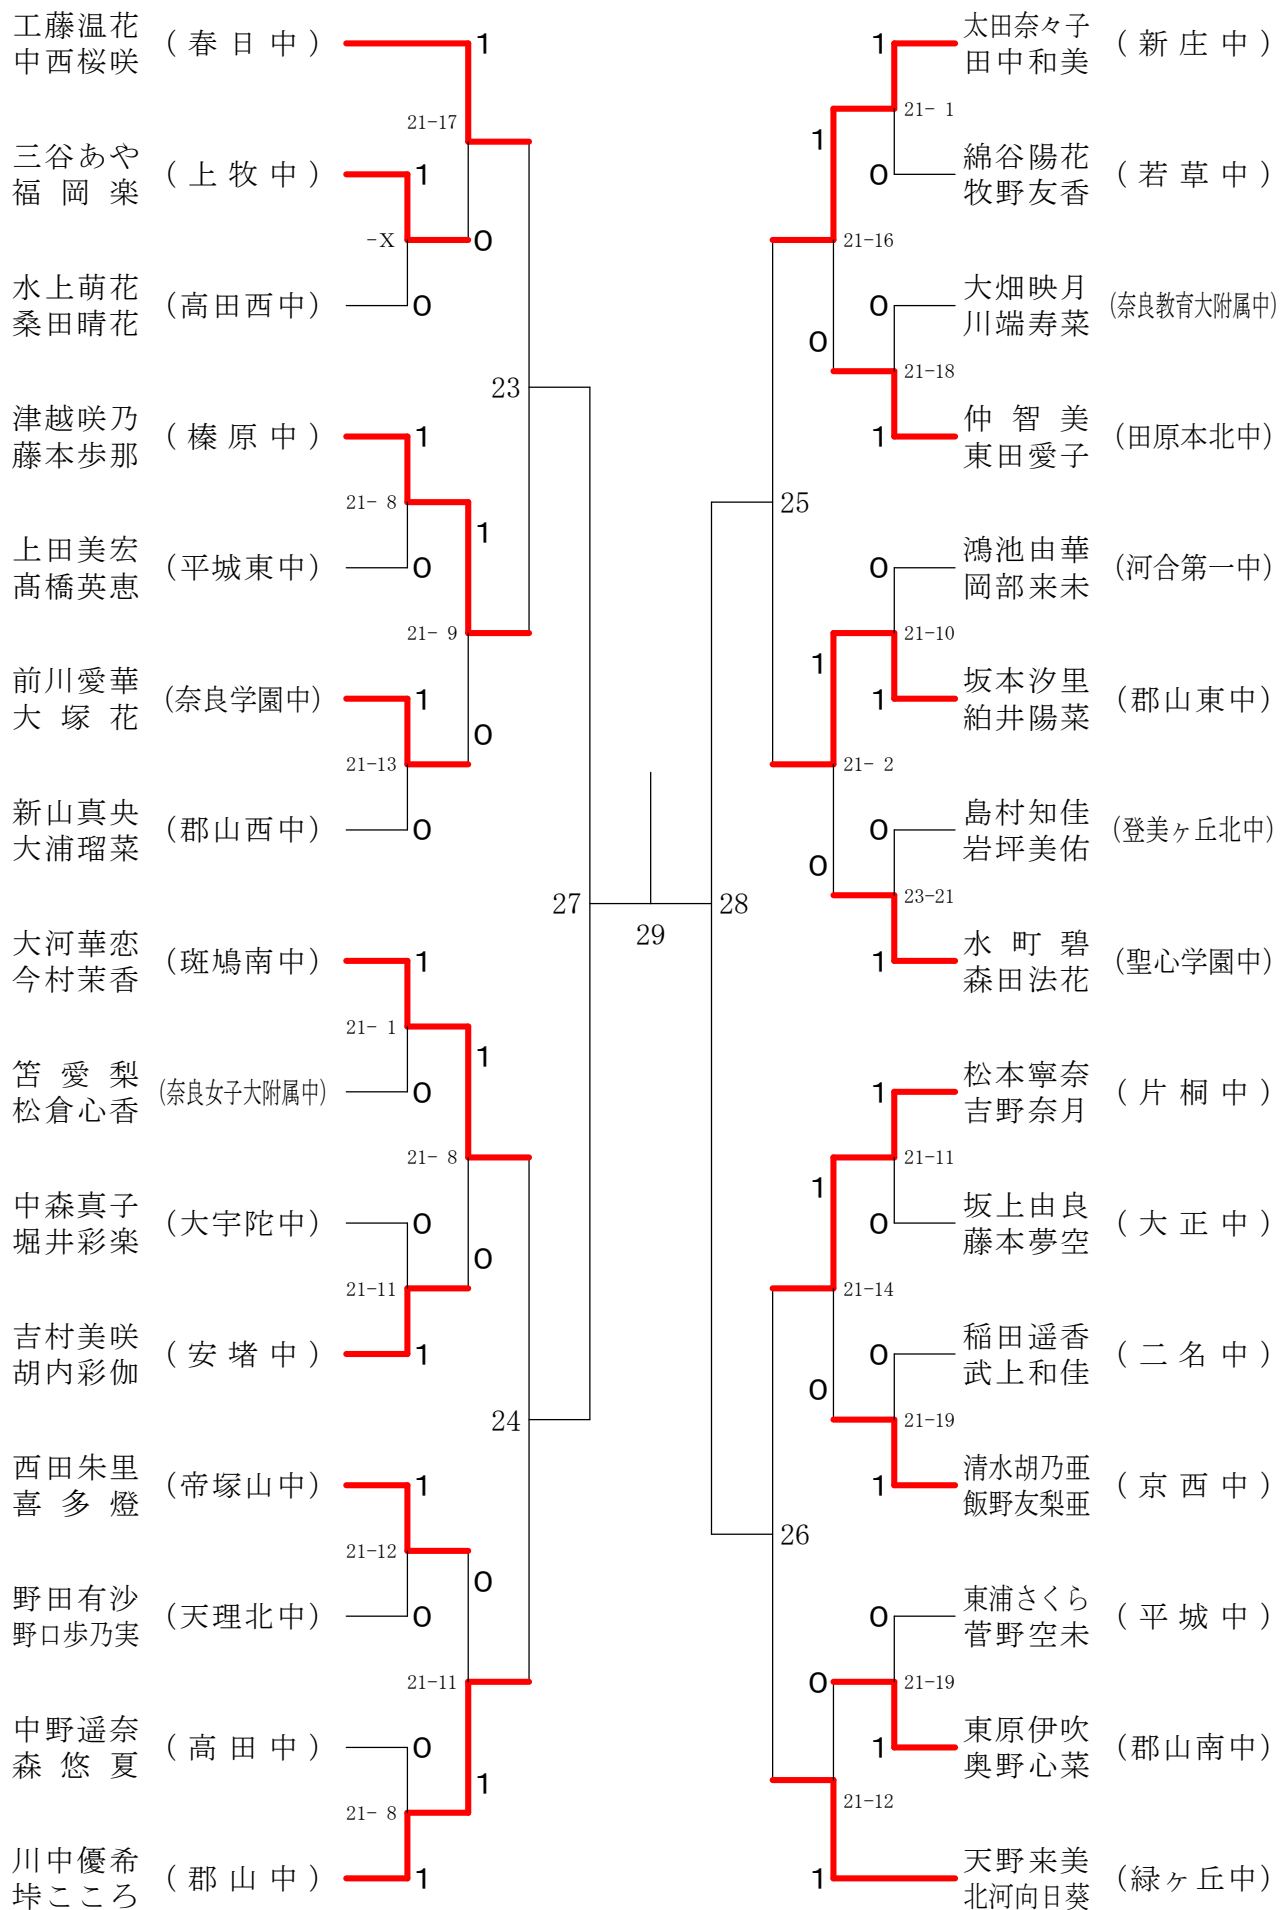 工藤温花
中西桜咲
(春日中)
1
21-17
三谷あや
福岡楽
(上牧中)
1
-X
0
水上萌花
桑田晴花
(高田西中)
0
23
津越咲乃
藤本歩那
(榛原中)
1
21- 8
1
上田美宏
髙橋英恵
(平城東中)
0
21- 9
前川愛華
大塚花
(奈良学園中)
1
0
21-13
新山真央
大浦瑠菜
(郡山西中)
0
27
大河華恋
今村茉香
(斑鳩南中)
1
21- 1
1
笘愛梨
松倉心香
(奈良女子大附属中)
0
21- 8
中森真子
堀井彩楽
(大宇陀中)
0
0
21-11
吉村美咲
胡内彩伽
(安堵中)
1
24
西田朱里
喜多燈
(帝塚山中)
1
21-12
0
野田有沙
野口歩乃実
(天理北中)
0
21-11
中野遥奈
森悠夏
(高田中)
0
1
21- 8
川中優希
垰こころ
(郡山中)
1
29
太田奈々子
田中和美
(新庄中)
1
21- 1
1
綿谷陽花
牧野友香
(若草中)
0
21-16
大畑映月
川端寿菜
(奈良教育大附属中)
0
0
21-18
仲智美
東田愛子
(田原本北中)
1
25
鴻池由華
岡部来未
(河合第一中)
0
21-10
1
坂本汐里
絈井陽菜
(郡山東中)
1
21- 2
島村知佳
岩坪美佑
(登美ヶ丘北中)
0
0
23-21
28
水町碧
森田法花
(聖心学園中)
1
松本寧奈
吉野奈月
(片桐中)
1
21-11
1
坂上由良
藤本夢空
(大正中)
0
21-14
稲田遥香
武上和佳
(二名中)
0
0
21-19
清水胡乃亜
飯野友梨亜
(京西中)
1
26
東浦さくら
菅野空未
(平城中)
0
0
21-19
東原伊吹
奥野心菜
(郡山南中)
1
21-12
天野来美
北河向日葵
(緑ヶ丘中)
1